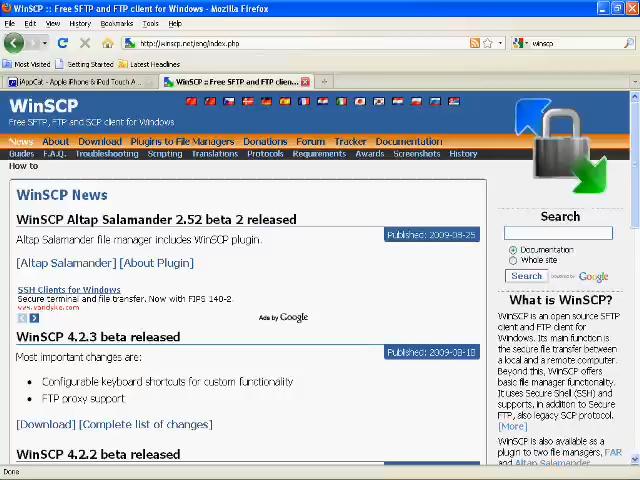 WinSCP :: Free SFTP and FTP client for Windows - Mozilla Firefox
File Edit View History Bookmarks Tools Help
http://winscp.net/eng/index.php
winscp
Most Visited Getting Started Latest Headlines
iAppCat - Apple iPhone & iPod Touch A...
WinSCP :: Free SFTP and FTP clien...
WinSCP
Free SFTP, FTP and SCP client for Windows
News About Download Plugins to File Managers Donations Forum Tracker Documentation
Guides F.A.Q. Troubleshooting Scripting Translations Protocols Requirements Awards Screenshots History
How to
WinSCP News
WinSCP Altap Salamander 2.52 beta 2 released
Published: 2009-08-25
Altap Salamander file manager includes WinSCP plugin.
[Altap Salamander] [About Plugin]
SSH Clients for Windows
Secure terminal and file transfer. Now with FIPS 140-2.
www.vandyke.com
Ads by Google
WinSCP 4.2.3 beta released
Published: 2009-08-18
Most important changes are:
• Configurable keyboard shortcuts for custom functionality
• FTP proxy support
[Download] [Complete list of changes]
WinSCP 4.2.2 beta released
Search
Documentation
Whole site
Search powered by Google
What is WinSCP?
WinSCP is an open source SFTP
client and FTP client for
Windows. Its main function is
the secure file transfer between
a local and a remote computer.
Beyond this, WinSCP offers
basic file manager functionality.
It uses Secure Shell (SSH) and
supports, in addition to Secure
FTP, also legacy SCP protocol.
[More]
WinSCP is also available as a
plugin to two file managers, FAR
and Altap Salamander.
Done